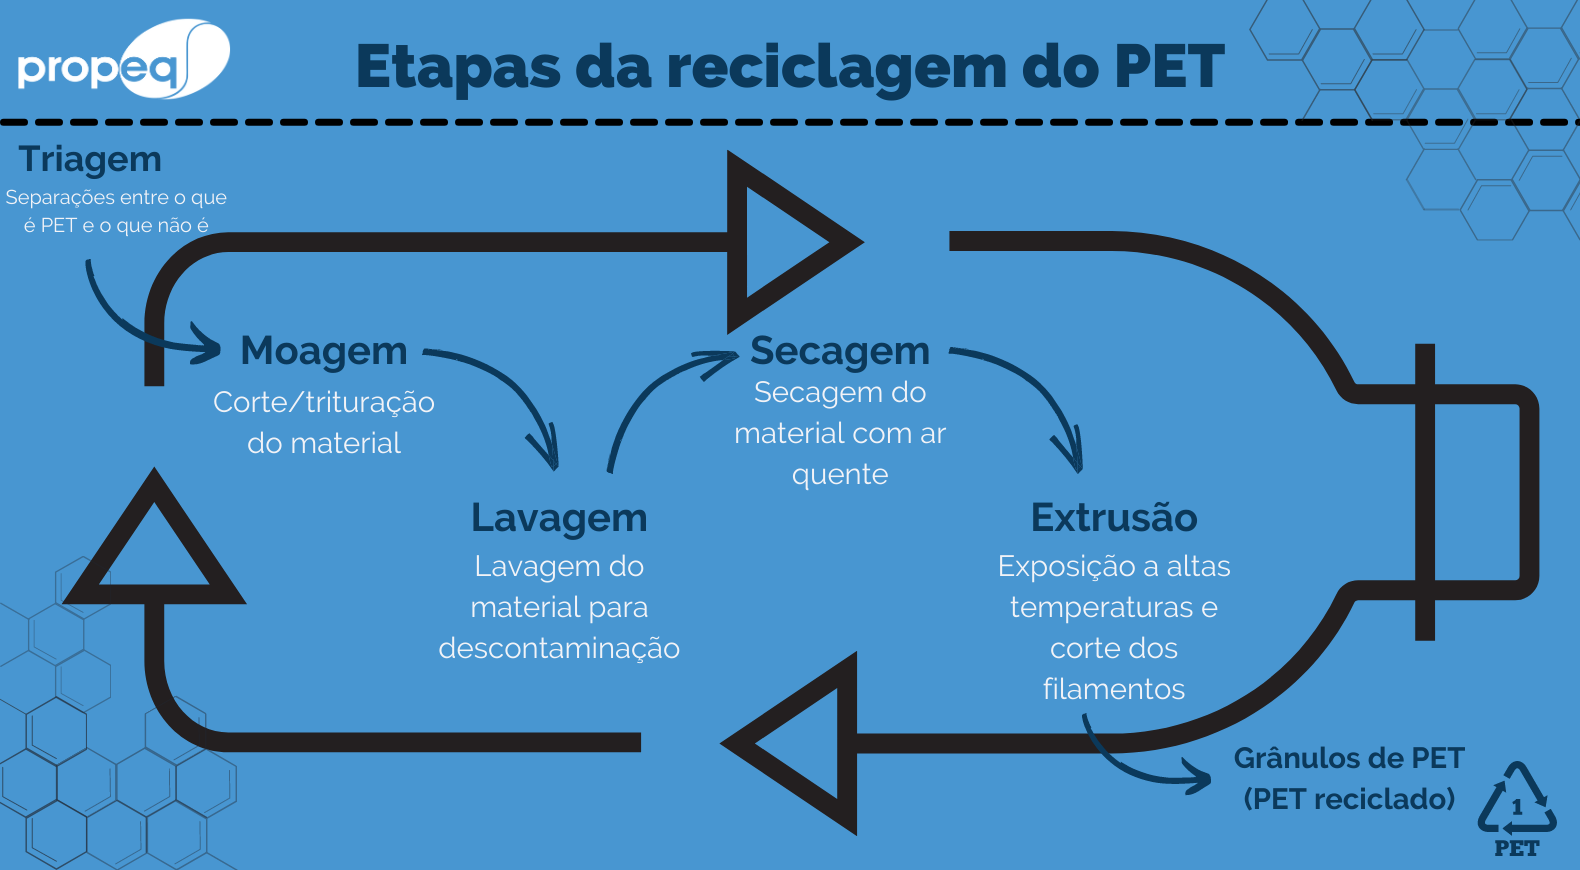 propeq
Etapas da reciclagem do PET
Triagem
Separações entre o que
é PET e o que não é
Moagem
Corte/trituração
do material
Lavagem
Lavagem do
material para
descontaminação
Secagem
Secagem do
material com ar
quente
Extrusão
Exposição a altas
temperaturas e
corte dos
filamentos
Grânulos de PET
(PET reciclado)
1
PET